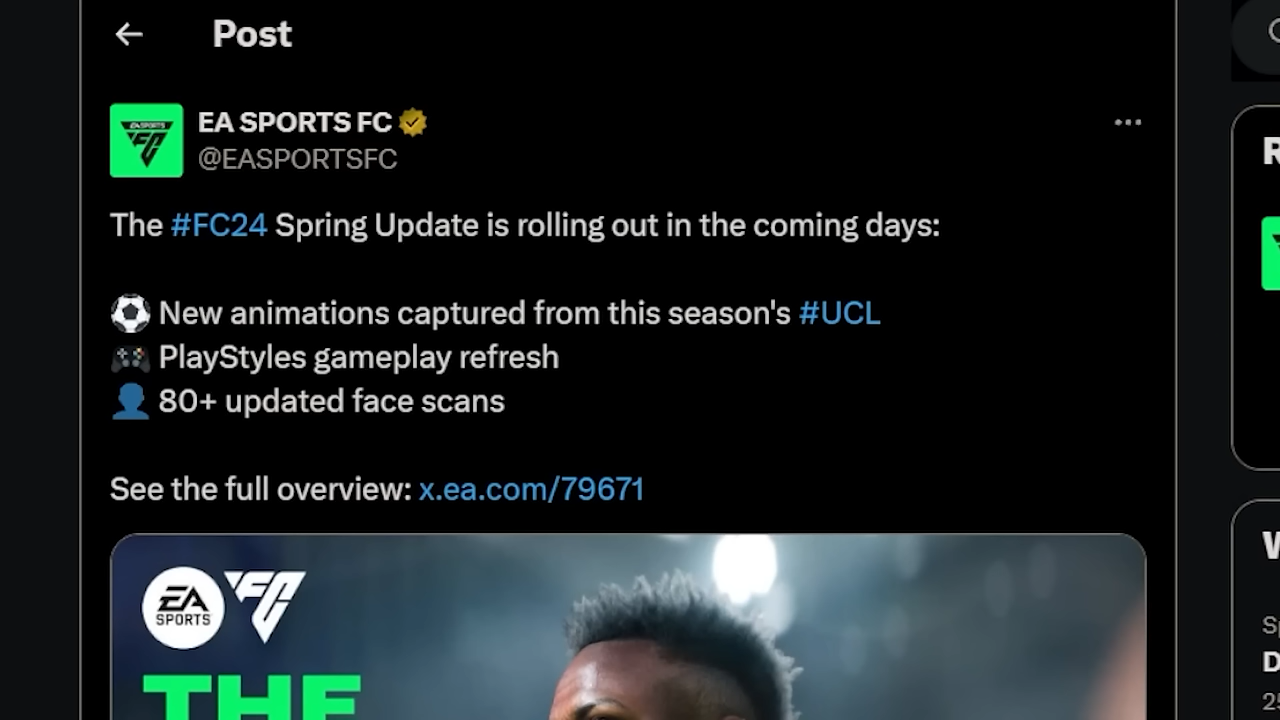 Post
EA SPORTS FC
@EASPORTSFC
The #FC24 Spring Update is rolling out in the coming days:
New animations captured from this season's #UCL
PlayStyles gameplay refresh
80+ updated face scans
See the full overview: x.ea.com/79671
EA SPORTS FC
THE